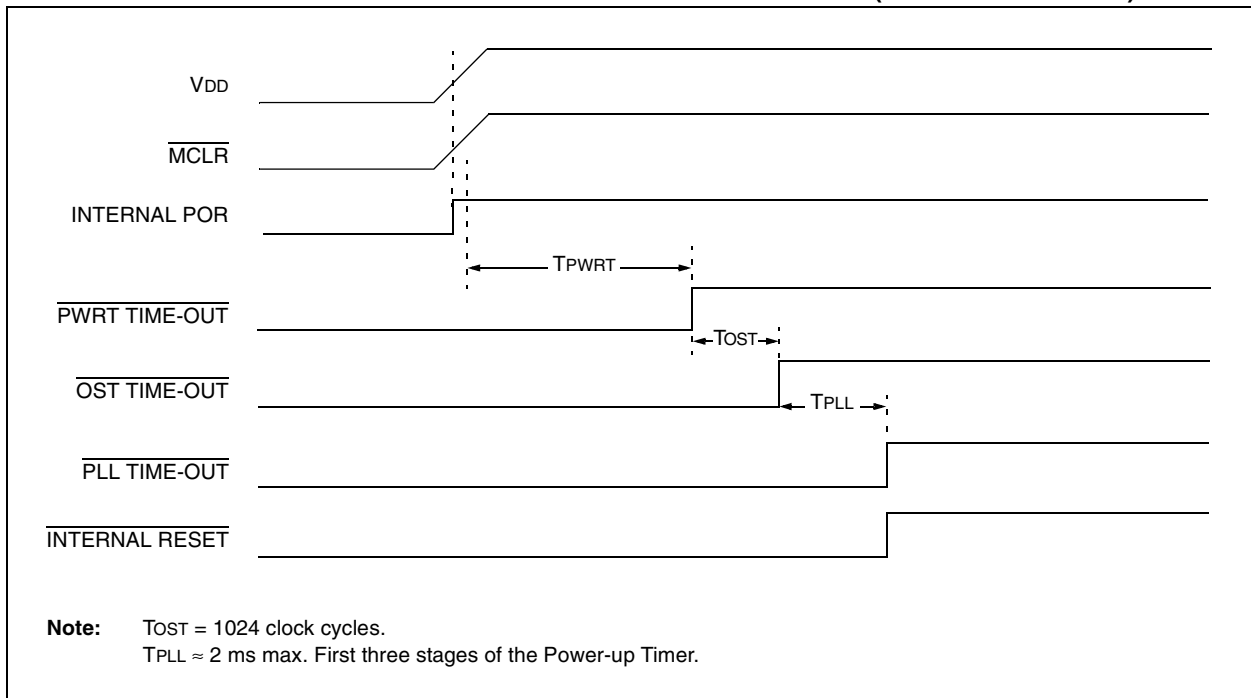 VDD
MCLR
INTERNAL POR
TPWRT
PWRT TIME-OUT
TOST
OST TIME-OUT
TPLL
PLL TIME-OUT
INTERNAL RESET
Note: TOST = 1024 clock cycles.
TPLL ≈ 2 ms max. First three stages of the Power-up Timer.